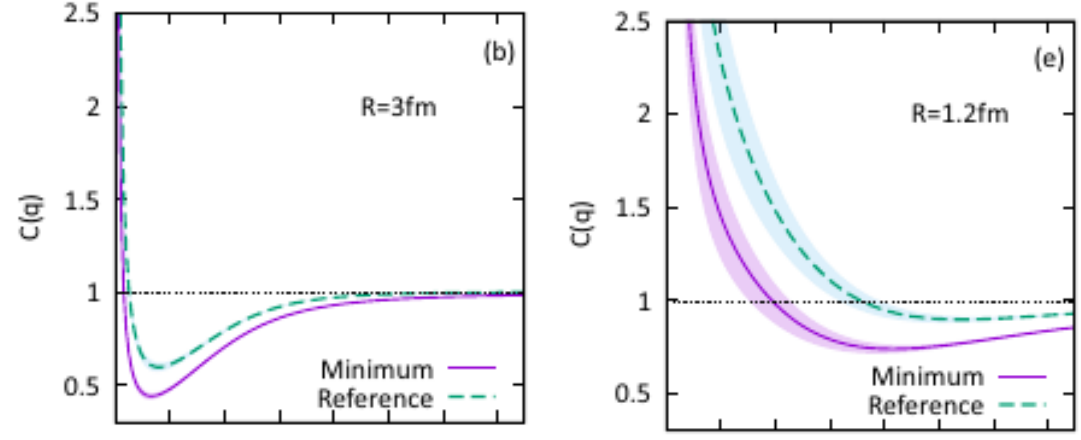 2.5
(b)
2
R=3fm
1.5
C(q)
1
0.5
Minimum
Reference
2.5
(e)
2
R=1.2fm
1.5
C(q)
1
0.5
Minimum
Reference